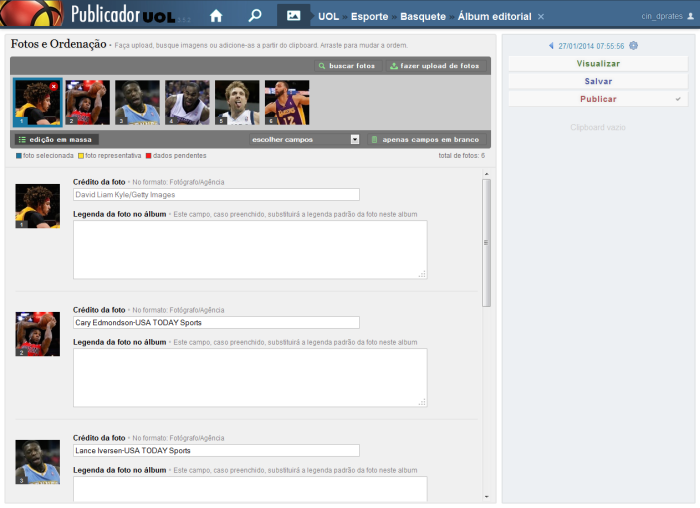 Publicador UOL
UOL » Esporte » Basquete » Álbum editorial ×
cin_dprates
Fotos e Ordenação - Faça upload, busque imagens ou adicione-as a partir do clipboard. Arraste para mudar a ordem.
buscar fotos
fazer upload de fotos
1 2 3 4 5 6
edição em massa
escolher campos
apenas campos em branco
foto selecionada
foto representativa
dados pendentes
total de fotos: 6
1
Crédito da foto - No formato: Fotógrafo/Agência
David Liam Kyle/Getty Images
Legenda da foto no álbum - Este campo, caso preenchido, substituirá a legenda padrão da foto neste album
2
Crédito da foto - No formato: Fotógrafo/Agência
Cary Edmondson-USA TODAY Sports
Legenda da foto no álbum - Este campo, caso preenchido, substituirá a legenda padrão da foto neste album
3
Crédito da foto - No formato: Fotógrafo/Agência
Lance Iversen-USA TODAY Sports
Legenda da foto no álbum - Este campo, caso preenchido, substituirá a legenda padrão da foto neste album
27/01/2014 07:55:56
Visualizar
Salvar
Publicar
Clipboard vazio